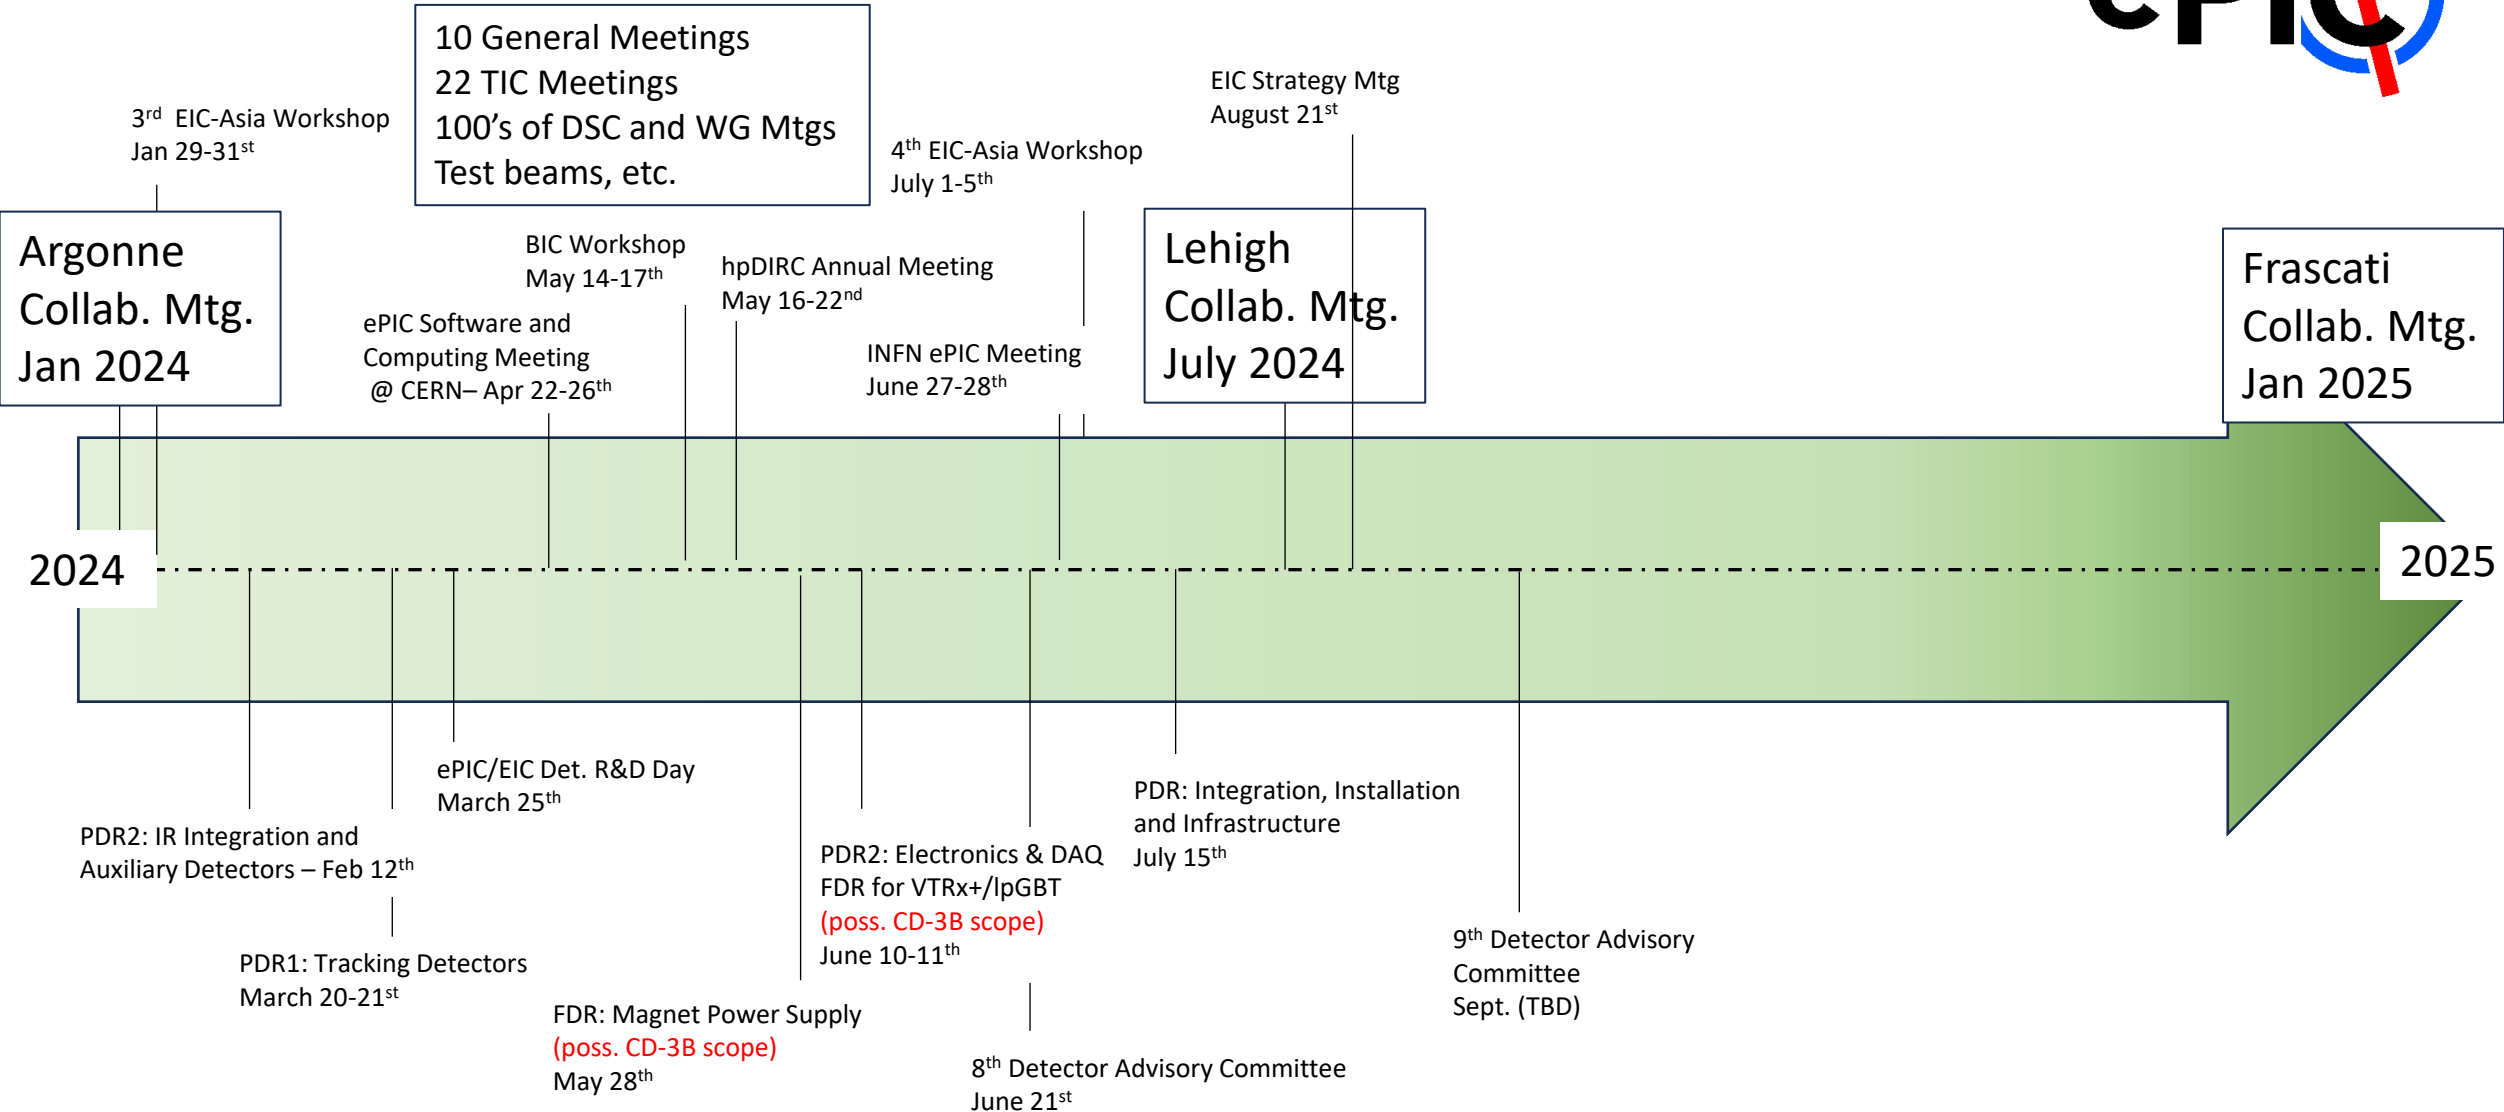 ePIC
10 General Meetings
22 TIC Meetings
100's of DSC and WG Mtgs
Test beams, etc.
3rd EIC-Asia Workshop
Jan 29-31st
EIC Strategy Mtg
August 21st
4th EIC-Asia Workshop
July 1-5th
Argonne
Collab. Mtg.
Jan 2024
BIC Workshop
May 14-17th
hpDIRC Annual Meeting
May 16-22nd
ePIC Software and
Computing Meeting
@ CERN– Apr 22-26th
INFN ePIC Meeting
June 27-28th
Lehigh
Collab. Mtg.
July 2024
Frascati
Collab. Mtg.
Jan 2025
2024
2025
ePIC/EIC Det. R&D Day
March 25th
PDR2: IR Integration and
Auxiliary Detectors – Feb 12th
PDR1: Tracking Detectors
March 20-21st
FDR: Magnet Power Supply
(poss. CD-3B scope)
May 28th
PDR2: Electronics & DAQ
FDR for VTRx+/lpGBT
(poss. CD-3B scope)
June 10-11th
8th Detector Advisory Committee
June 21st
PDR: Integration, Installation
and Infrastructure
July 15th
9th Detector Advisory
Committee
Sept. (TBD)